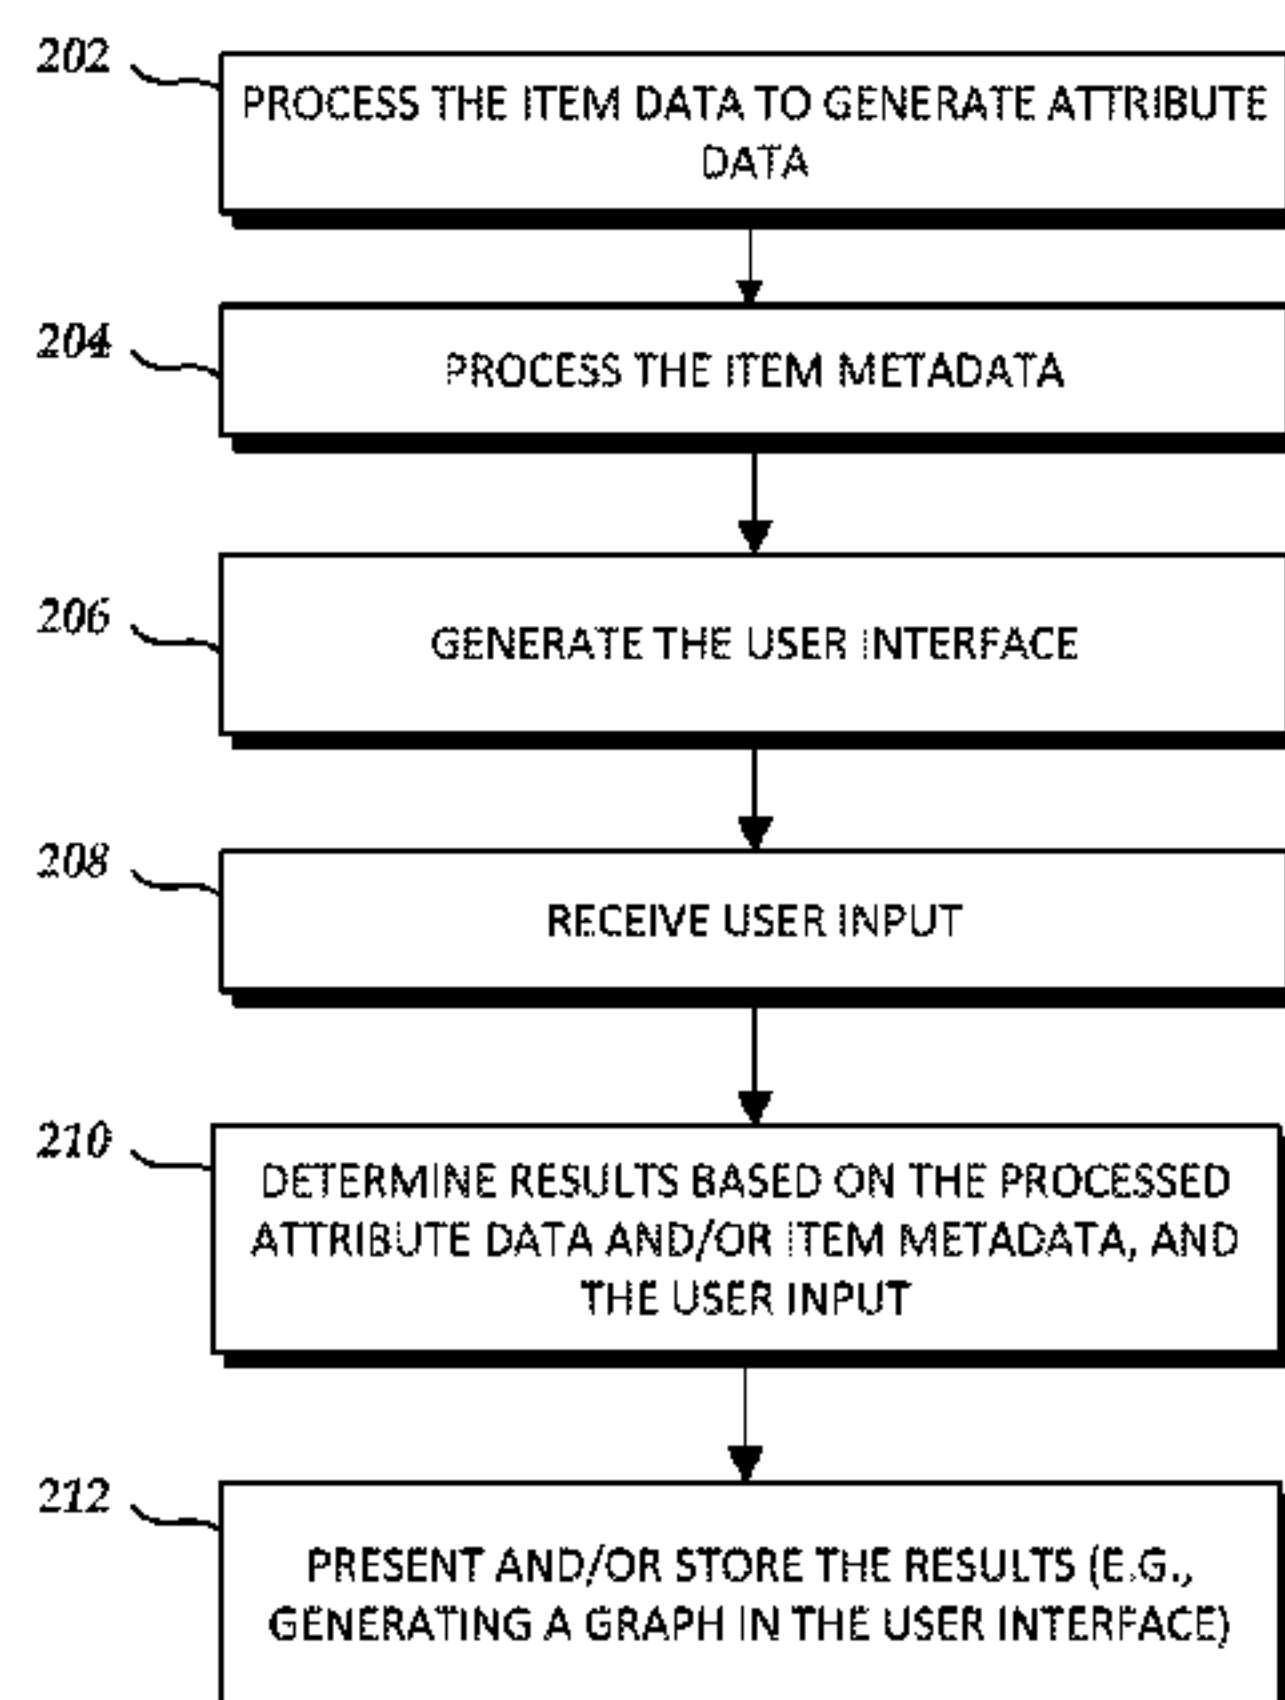 202
PROCESS THE ITEM DATA TO GENERATE ATTRIBUTE
DATA
204
PROCESS THE ITEM METADATA
206
GENERATE THE USER INTERFACE
208
RECEIVE USER INPUT
210
DETERMINE RESULTS BASED ON THE PROCESSED
ATTRIBUTE DATA AND/OR ITEM METADATA, AND
THE USER INPUT
212
PRESENT AND/OR STORE THE RESULTS (E.G.,
GENERATING A GRAPH IN THE USER INTERFACE)